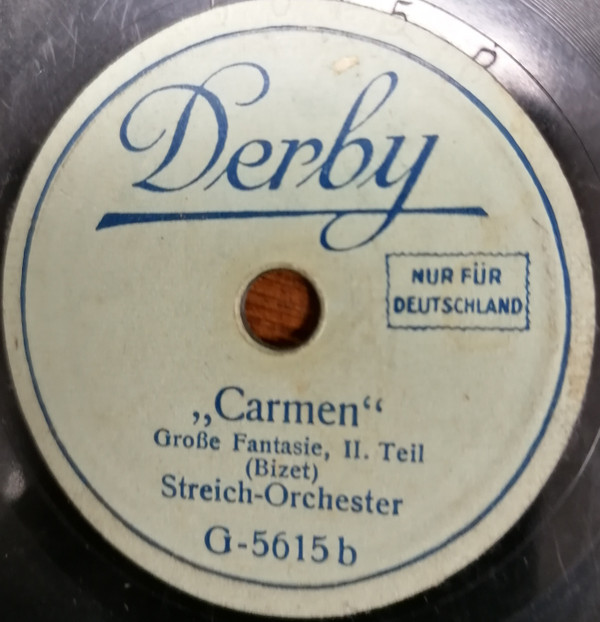 Derby
NUR FÜR
DEUTSCHLAND
„Carmen“
Große Fantasie, II. Teil
(Bizet)
Streich-Orchester
G-5615 b